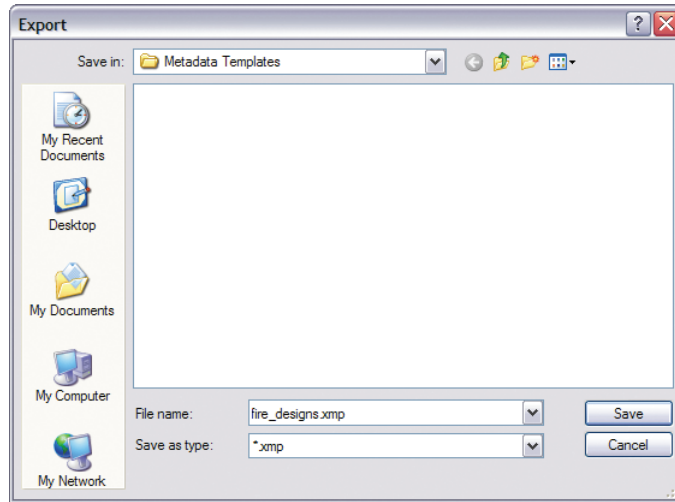 Export
Save in: Metadata Templates
My Recent
Documents
Desktop
My Documents
My Computer
My Network
File name: fire_designs.xmp Save
Save as type: *.xmp Cancel